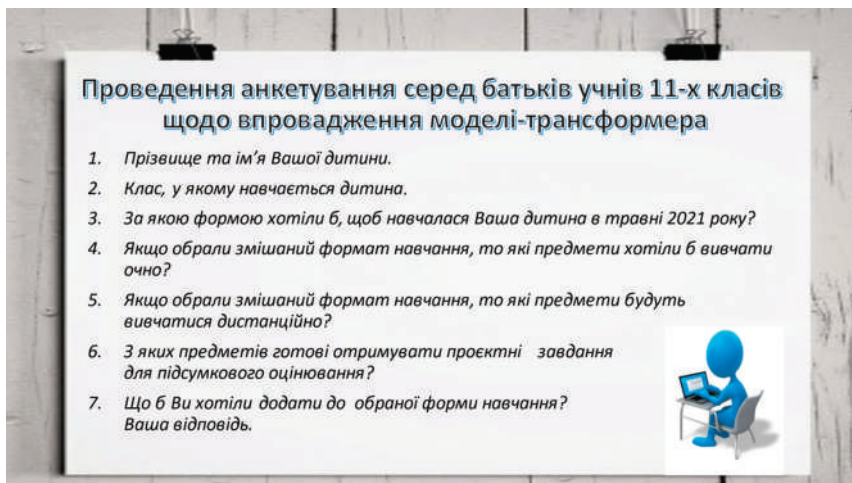 Проведення анкетування серед батьків учнів 11-х класів
щодо впровадження моделі-трансформера
1. Прізвище та ім’я Вашої дитини.
2. Клас, у якому навчається дитина.
3. За якою формою хотіли б, щоб навчалася Ваша дитина в травні 2021 року?
4. Якщо обрали змішаний формат навчання, то які предмети хотіли б вивчати
очно?
5. Якщо обрали змішаний формат навчання, то які предмети будуть
вивчатися дистанційно?
6. З яких предметів готові отримувати проєктні завдання
для підсумкового оцінювання?
7. Що б Ви хотіли додати до обраної форми навчання?
Ваша відповідь.